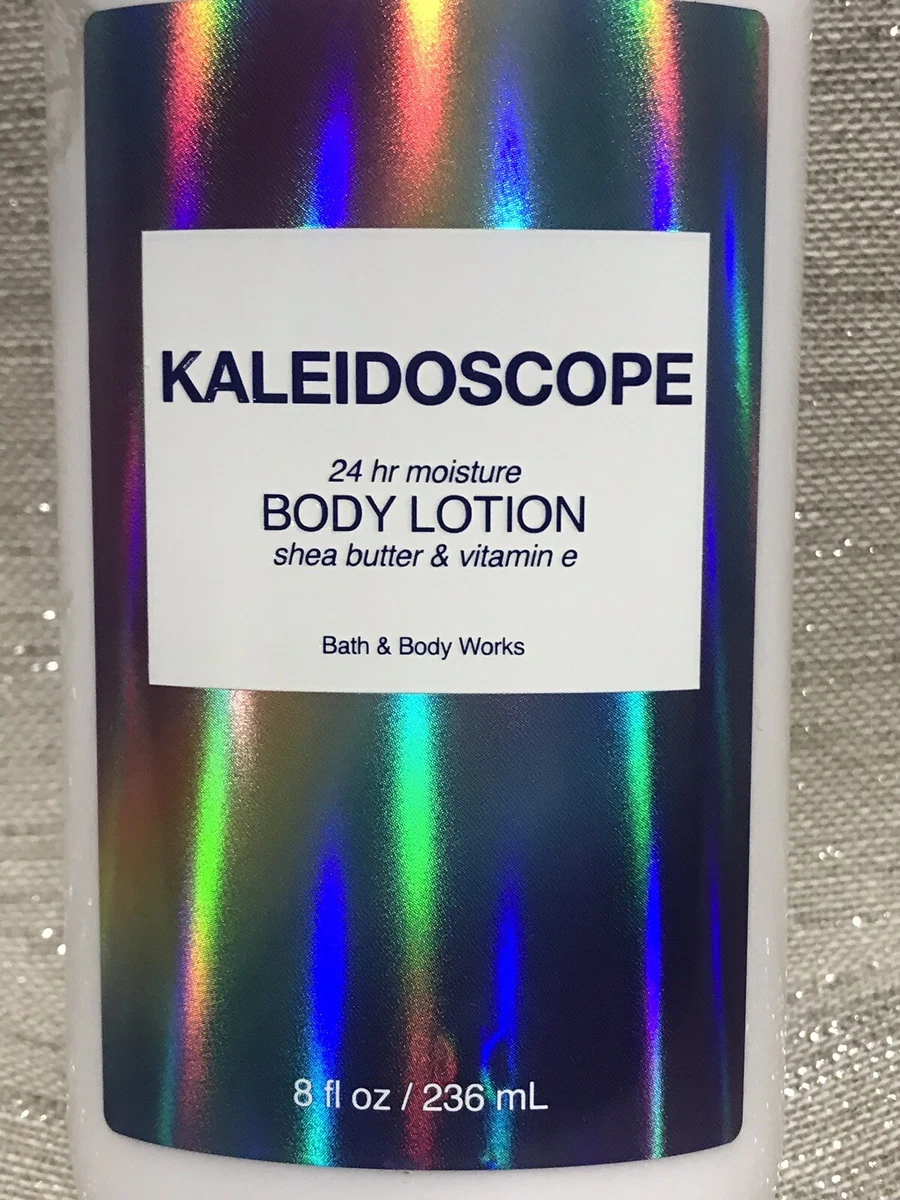 KALEIDOSCOPE
24 hr moisture
BODY LOTION
shea butter & vitamin e
Bath & Body Works
8 fl oz / 236 mL